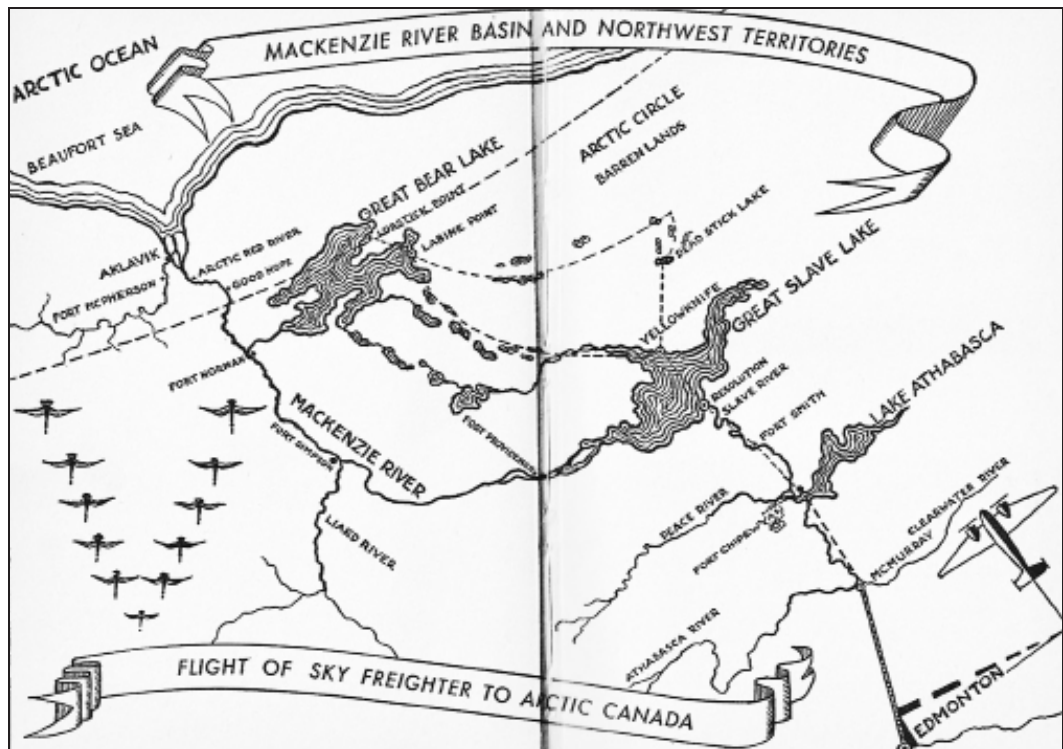 MACKENZIE RIVER BASIN AND NORTHWEST TERRITORIES
ARCTIC OCEAN
BEAUFORT SEA
ARCTIC CIRCLE
BARREN LANDS
GREAT BEAR LAKE
LABINE POINT
DEAD STICK LAKE
AKLAVIK
ARCTIC RED RIVER
FORT MCPHERSON
GOOD HOPE
YELLOWKNIFE
GREAT SLAVE LAKE
FORT NORMAN
RESOLUTION
SLAVE RIVER
LAKE ATHABASCA
MACKENZIE RIVER
FORT PROVIDENCE
FORT SMITH
FORT SIMPSON
LIARD RIVER
PEACE RIVER
FORT CHIPEWYAN
CLEARWATER RIVER
MCMURRAY
ATHABASCA RIVER
EDMONTON
FLIGHT OF SKY FREIGHTER TO ARCTIC CANADA